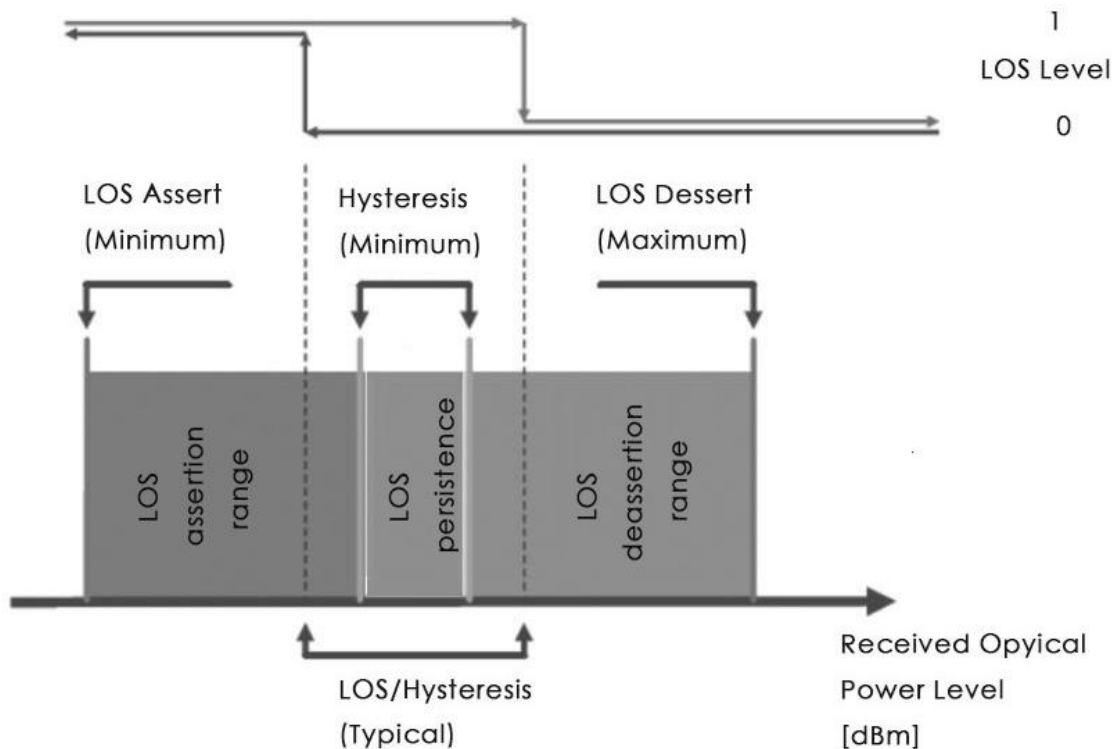 1
LOS Level
0
LOS Assert
(Minimum)
Hysteresis
(Minimum)
LOS Dessert
(Maximum)
LOS
assertion
range
LOS
persistence
LOS
deassertion
range
LOS/Hysteresis
(Typical)
Received Opyical
Power Level
[dBm]